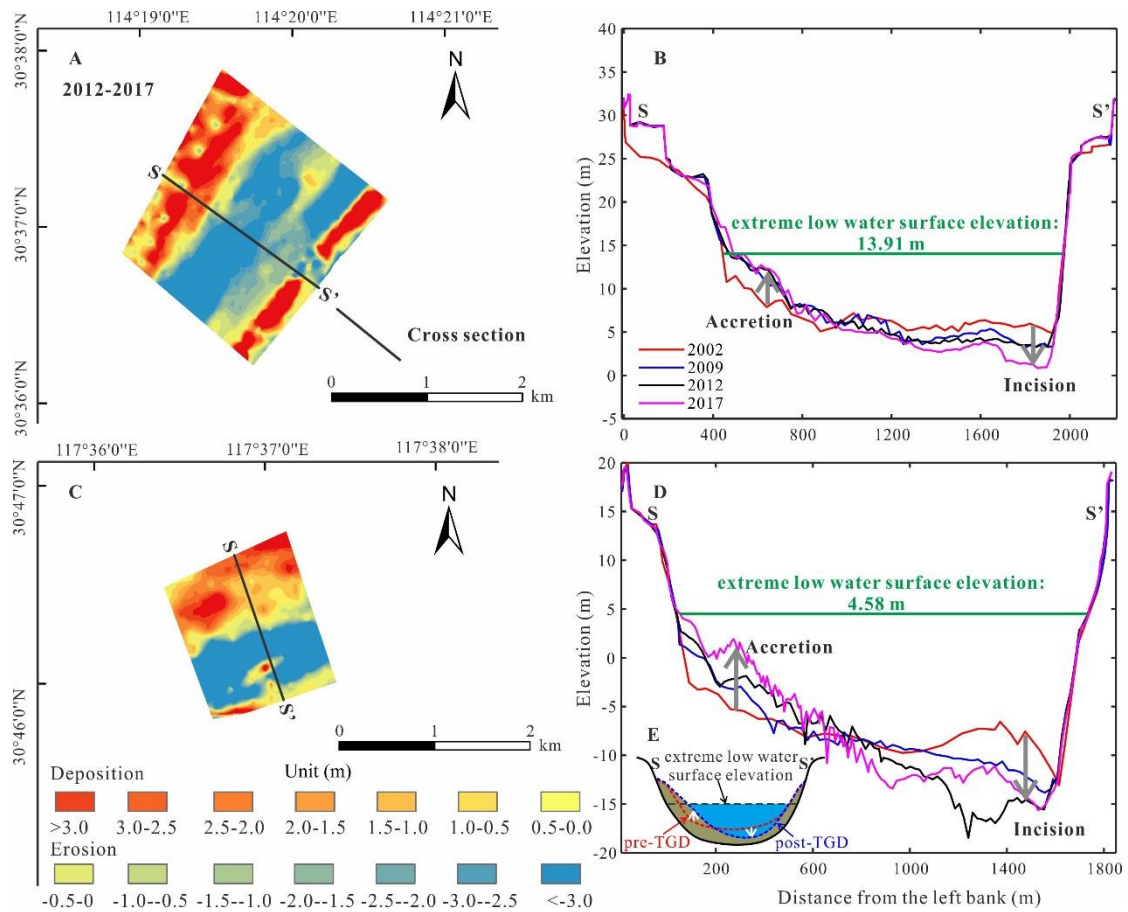 114°19'0"E 114°20'0"E 114°21'0"E
30°38'0"N
30°37'0"N
30°36'0"N
A
2012-2017
N
S
S'
Cross section
0 1 2
km
B
40
35
30
25
20
15
10
5
0
-5
Elevation (m)
S
S'
extreme low water surface elevation:
13.91 m
Accretion
Incision
2002
2009
2012
2017
0 400 800 1200 1600 2000
117°36'0"E 117°37'0"E 117°38'0"E
30°47'0"N
30°46'0"N
C
N
S
S'
0 1 2
km
Deposition
Unit (m)
>3.0 3.0-2.5 2.5-2.0 2.0-1.5 1.5-1.0 1.0-0.5 0.5-0.0
Erosion
-0.5-0 -1.0--0.5 -1.5--1.0 -2.0--1.5 -2.5--2.0 -3.0--2.5 <-3.0
D
20
15
10
5
0
-5
-10
-15
-20
Elevation (m)
S
S'
extreme low water surface elevation:
4.58 m
Accretion
Incision
E
S
S'
extreme low water
surface elevation
pre-TGD
post-TGD
200 600 1000 1400 1800
Distance from the left bank (m)